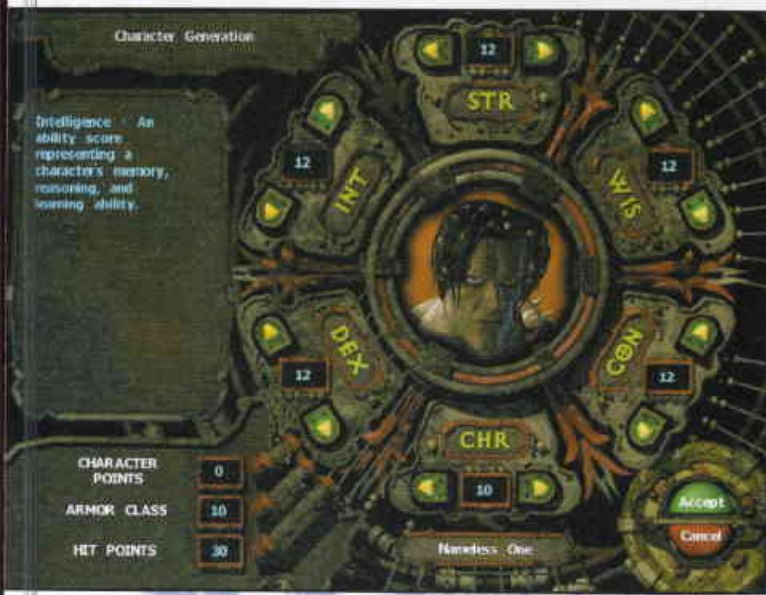 Character Generation
Intelligence - An
ability score
representing a
character's memory,
reasoning, and
learning ability.
12
STR
12
INT
12
WIS
12
DEX
12
CON
CHR
10
CHARACTER
POINTS
0
ARMOR CLASS
10
HIT POINTS
30
Nameless One
Accept
Cancel